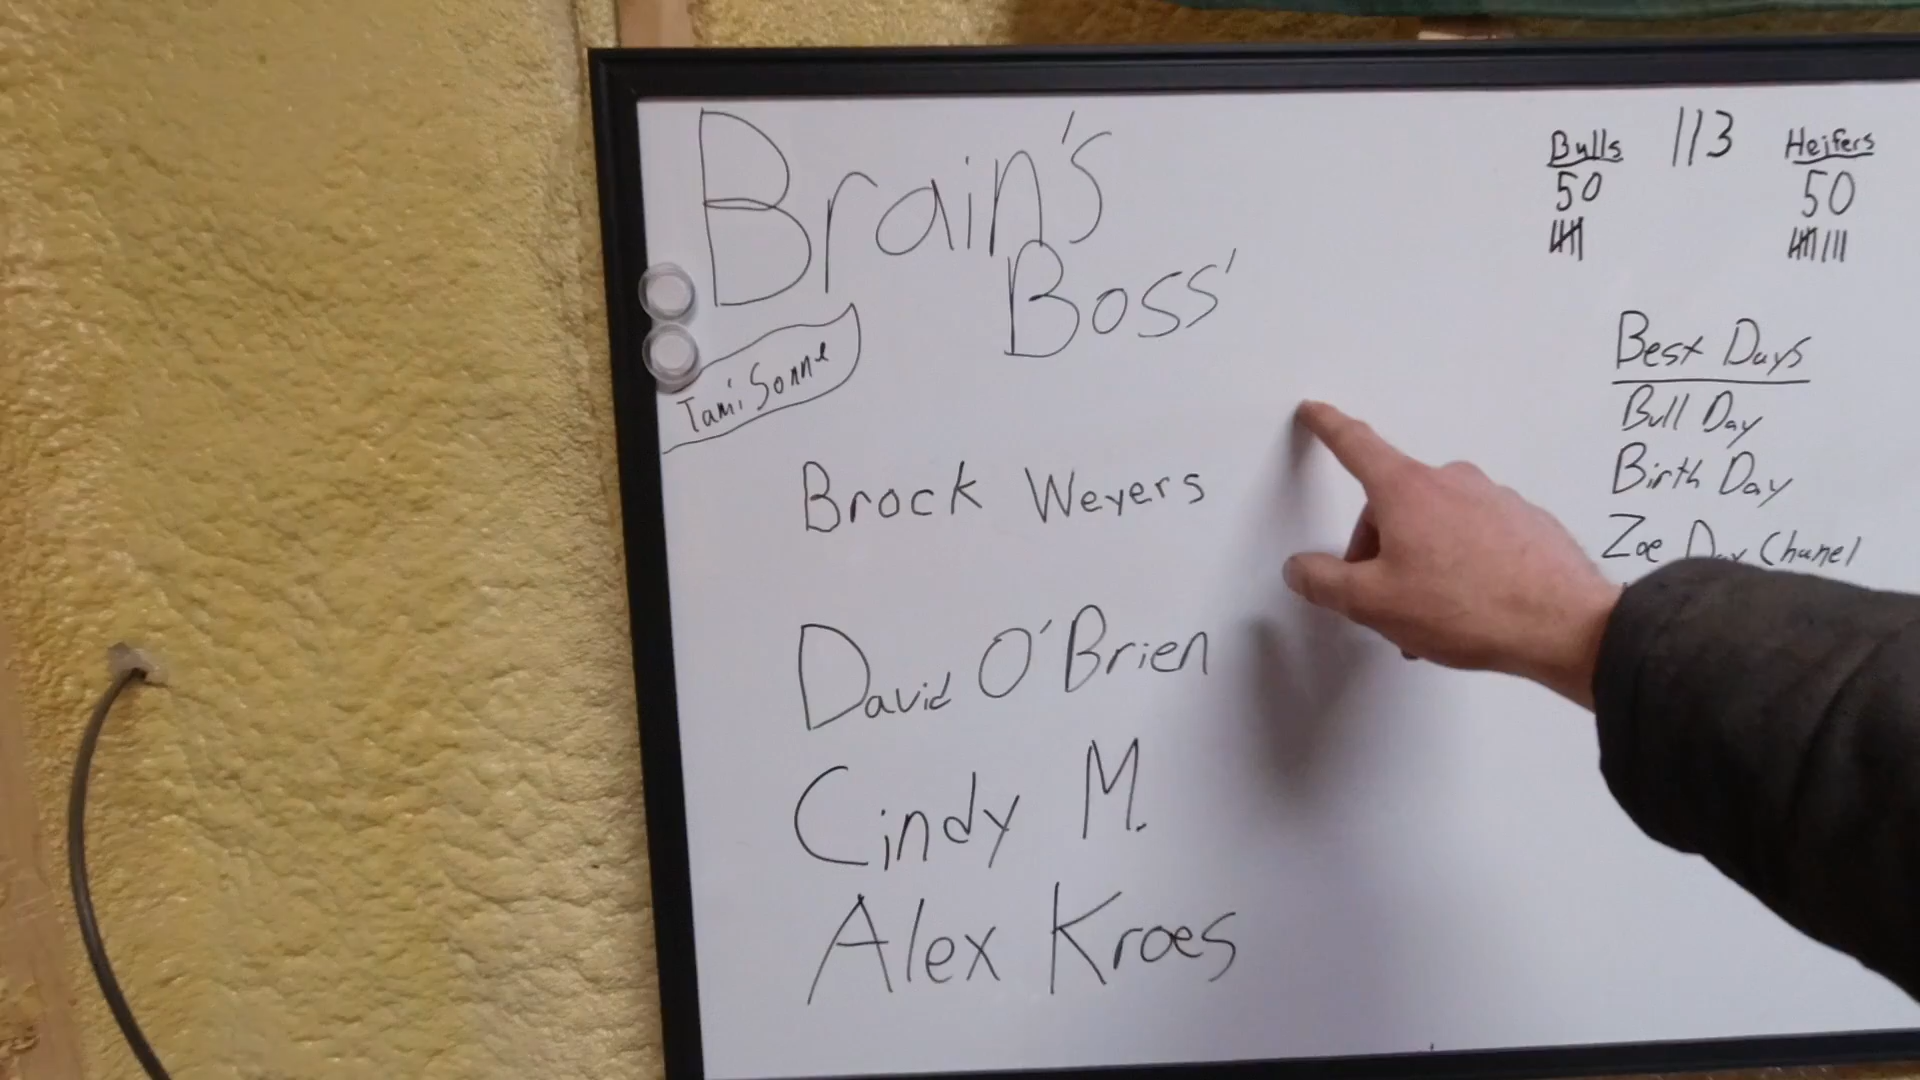 Brain's
Boss'
Tami Sonne
Brock Weyers
David O'Brien
Cindy M.
Alex Kroes
Bulls 113 Heifers
50 50
Best Days
Bull Day
Birth Day
Zoe Day Chanel